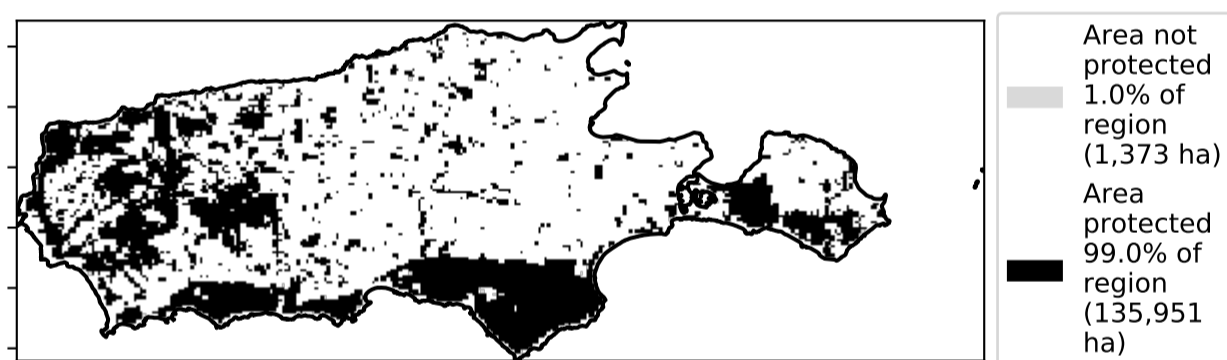 Area not
protected
1.0% of
region
(1,373 ha)
Area
protected
99.0% of
region
(135,951
ha)